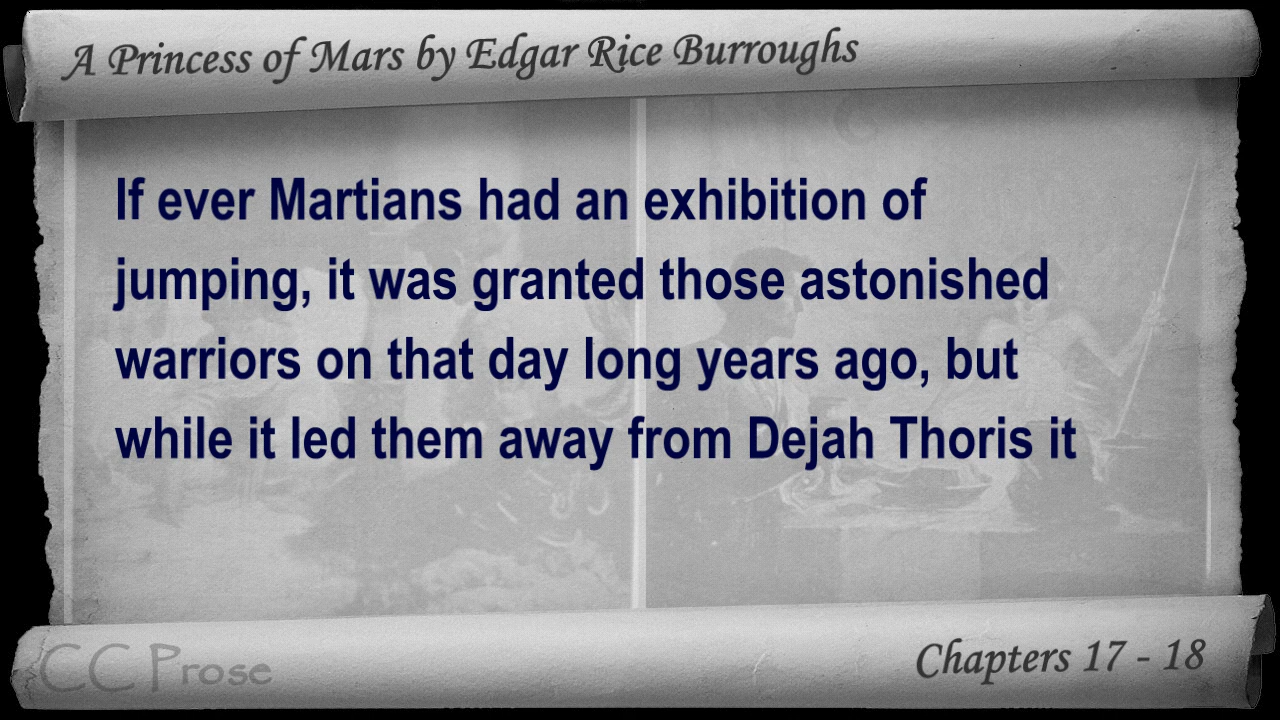 A Princess of Mars by Edgar Rice Burroughs
If ever Martians had an exhibition of
jumping, it was granted those astonished
warriors on that day long years ago, but
while it led them away from Dejah Thoris it
CC Prose
Chapters 17 - 18